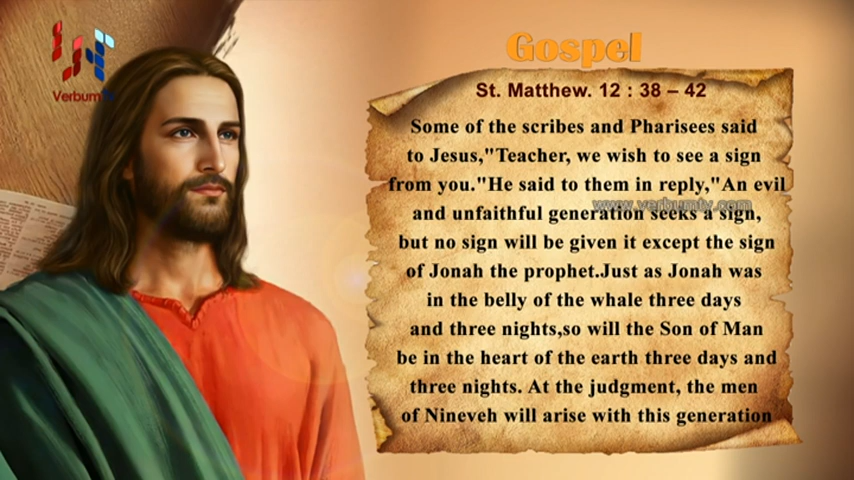 VerbumTV
Gospel
St. Matthew. 12 : 38 – 42
Some of the scribes and Pharisees said
to Jesus,"Teacher, we wish to see a sign
from you."He said to them in reply,"An evil
www.verbumtv.com
and unfaithful generation seeks a sign,
but no sign will be given it except the sign
of Jonah the prophet.Just as Jonah was
in the belly of the whale three days
and three nights,so will the Son of Man
be in the heart of the earth three days and
three nights. At the judgment, the men
of Nineveh will arise with this generation